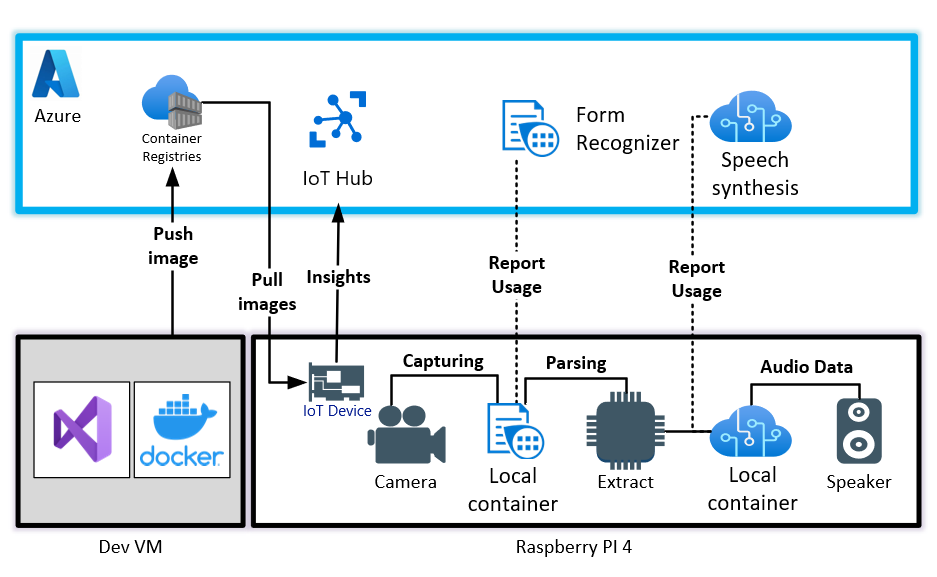 Azure
Container
Registries
IoT Hub
Form
Recognizer
Speech
synthesis
Push
image
Pull
images
Insights
Report
Usage
Report
Usage
IoT Device
Capturing
Parsing
Audio Data
docker
Camera
Local
container
Extract
Local
container
Speaker
Dev VM
Raspberry PI 4